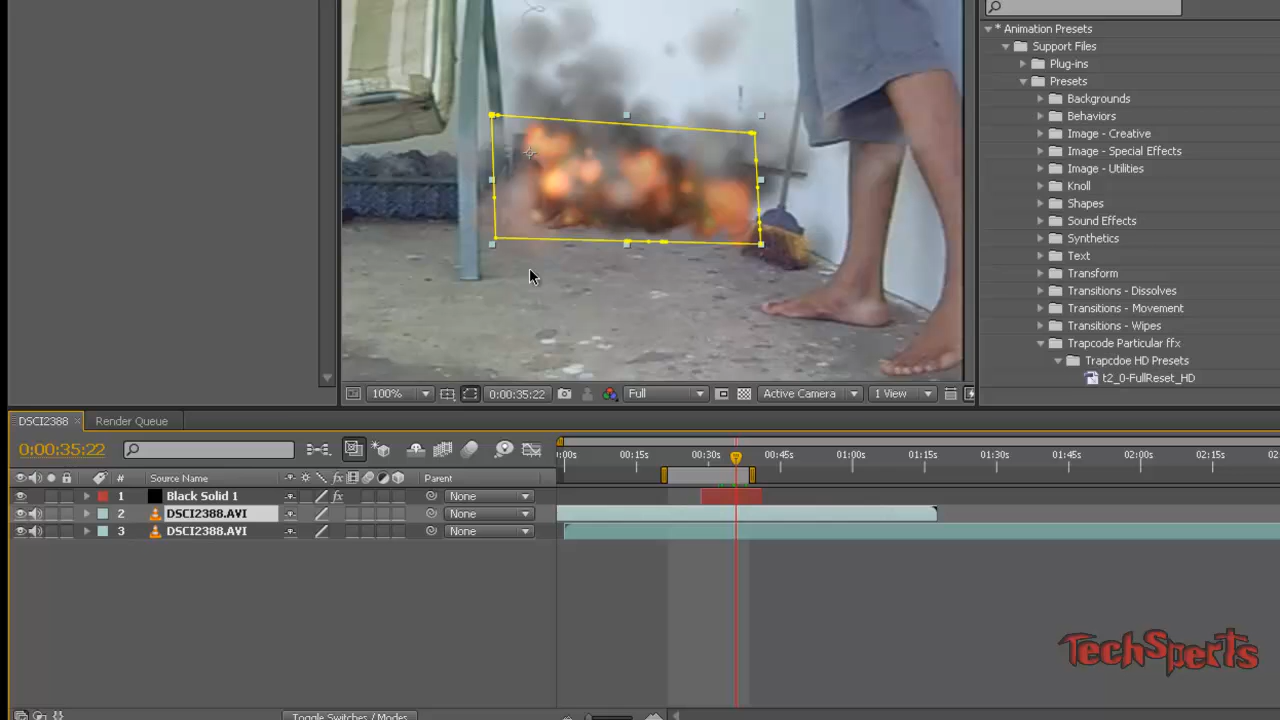 * Animation Presets
Support Files
Plug-ins
Presets
Backgrounds
Behaviors
Image - Creative
Image - Special Effects
Image - Utilities
Knoll
Shapes
Sound Effects
Synthetics
Text
Transform
Transitions - Dissolves
Transitions - Movement
Transitions - Wipes
Trapcode Particular ffx
Trapcdoe HD Presets
t2_0-FullReset_HD
100% 0:00:35:22 Full Active Camera 1 View
DSCI2388 × Render Queue
0:00:35:22
:00s 00:15s 00:30s 00:45s 01:00s 01:15s 01:30s 01:45s 02:00s 02:15s
# Source Name fx Parent
1 Black Solid 1 fx None
2 DSCI2388.AVI None
3 DSCI2388.AVI None
TechSperts
Toggle Switches / Modes